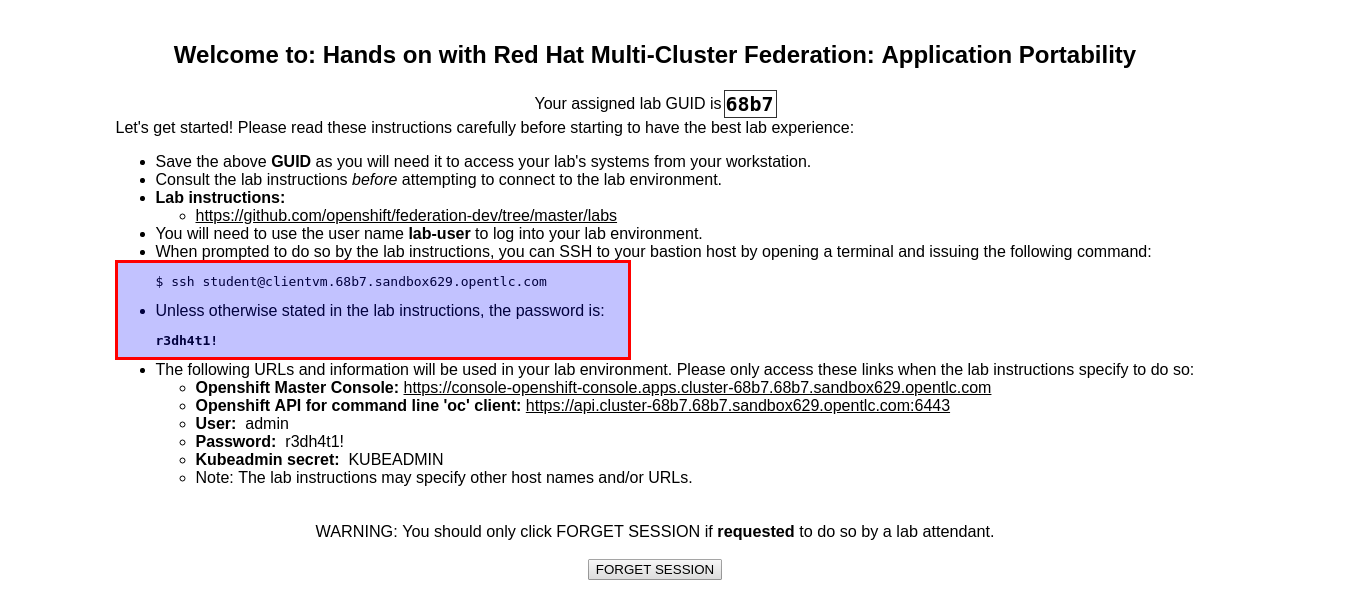 Welcome to: Hands on with Red Hat Multi-Cluster Federation: Application Portability
Your assigned lab GUID is 68b7
Let's get started! Please read these instructions carefully before starting to have the best lab experience:
• Save the above GUID as you will need it to access your lab's systems from your workstation.
• Consult the lab instructions before attempting to connect to the lab environment.
• Lab instructions:
◦ https://github.com/openshift/federation-dev/tree/master/labs
• You will need to use the user name lab-user to log into your lab environment.
• When prompted to do so by the lab instructions, you can SSH to your bastion host by opening a terminal and issuing the following command:
$ ssh student@clientvm.68b7.sandbox629.opentlc.com
• Unless otherwise stated in the lab instructions, the password is:
r3dh4t1!
• The following URLs and information will be used in your lab environment. Please only access these links when the lab instructions specify to do so:
◦ Openshift Master Console: https://console-openshift-console.apps.cluster-68b7.68b7.sandbox629.opentlc.com
◦ Openshift API for command line 'oc' client: https://api.cluster-68b7.68b7.sandbox629.opentlc.com:6443
◦ User: admin
◦ Password: r3dh4t1!
◦ Kubeadmin secret: KUBEADMIN
◦ Note: The lab instructions may specify other host names and/or URLs.
WARNING: You should only click FORGET SESSION if requested to do so by a lab attendant.
FORGET SESSION